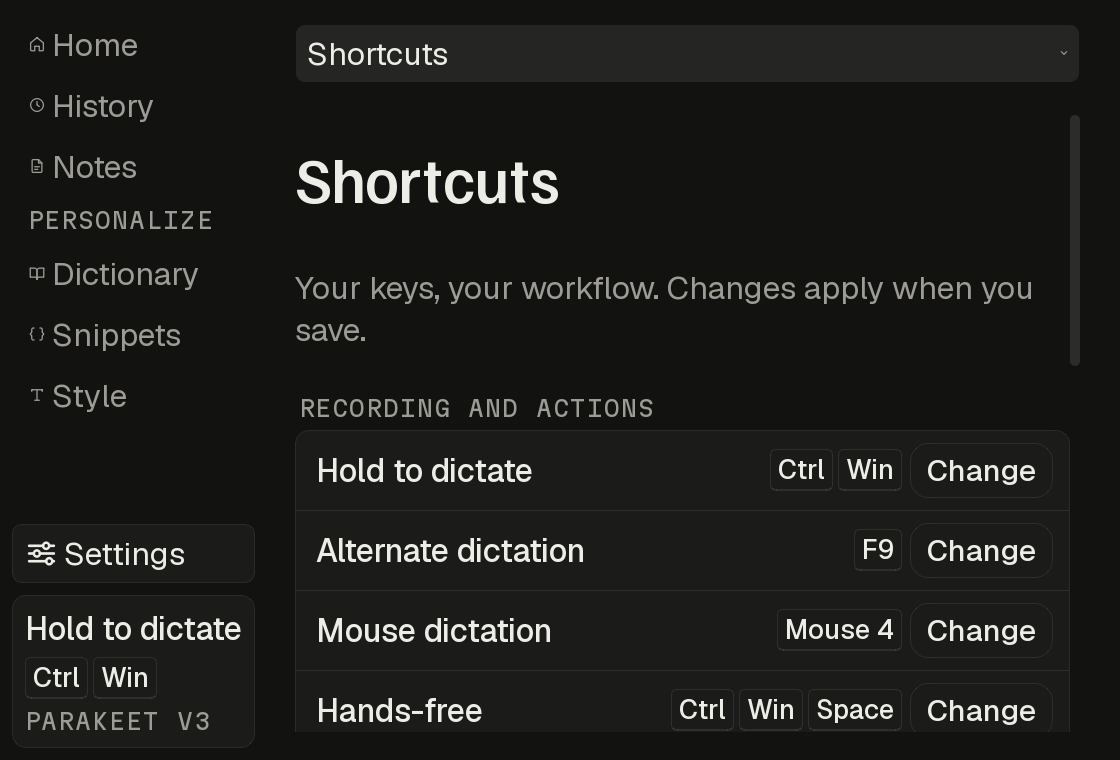 Home
History
Notes
PERSONALIZE
Dictionary
Snippets
Style
Settings
Hold to dictate
Ctrl Win
PARAKEET V3
Shortcuts
Shortcuts
Your keys, your workflow. Changes apply when you
save.
RECORDING AND ACTIONS
Hold to dictate Ctrl Win Change
Alternate dictation F9 Change
Mouse dictation Mouse 4 Change
Hands-free Ctrl Win Space Change